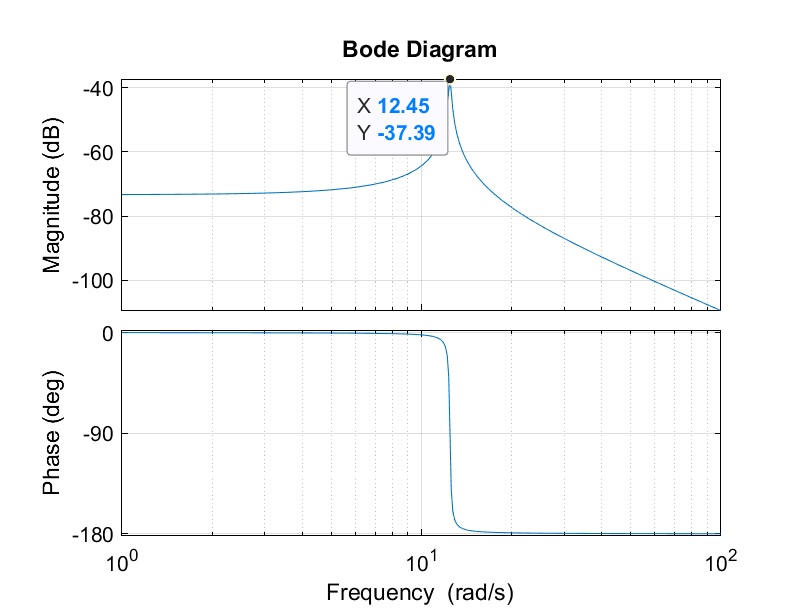 Bode Diagram
Magnitude (dB)
-40
-60
-80
-100
X 12.45
Y -37.39
Phase (deg)
0
-90
-180
10^0
10^1
10^2
Frequency (rad/s)